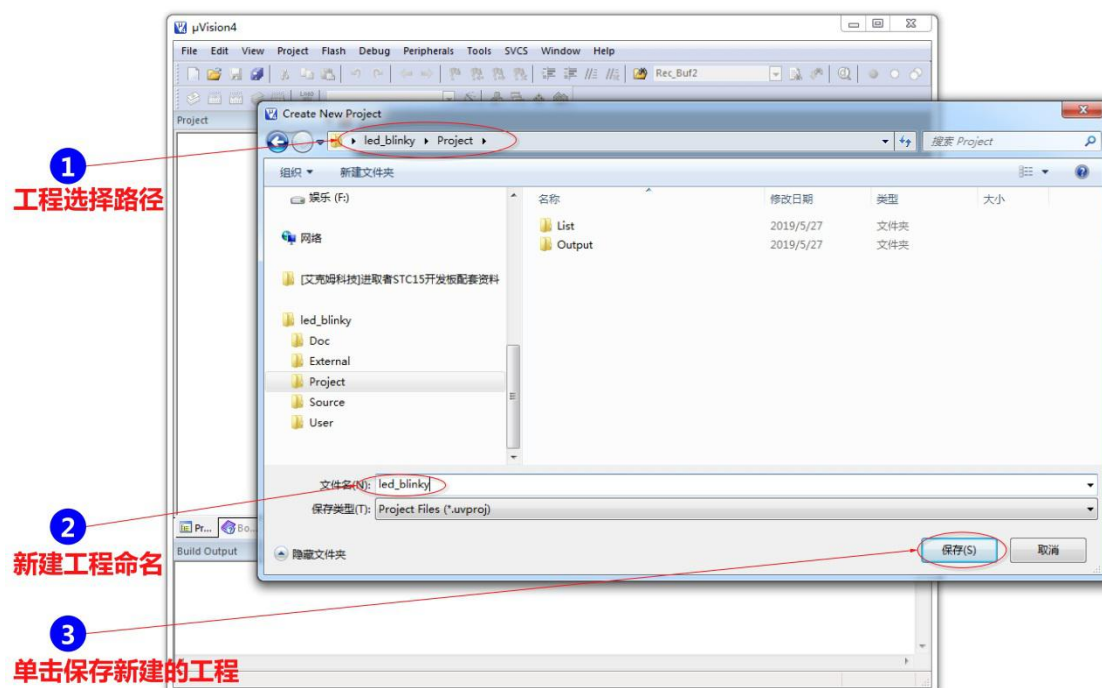 μVision4
File Edit View Project Flash Debug Peripherals Tools SVCS Window Help
Rec_Buf2
Project
Create New Project
led_blinky Project
搜索 Project
组织 新建文件夹
娱乐 (F:)
网络
[艾克姆科技]进取者STC15开发板配套资料
led_blinky
Doc
External
Project
Source
User
名称 修改日期 类型 大小
List 2019/5/27 文件夹
Output 2019/5/27 文件夹
文件名(N): led_blinky
保存类型(T): Project Files (*.uvproj)
隐藏文件夹
保存(S) 取消
Pr... Bo...
Build Output
1
工程选择路径
2
新建工程命名
3
单击保存新建的工程